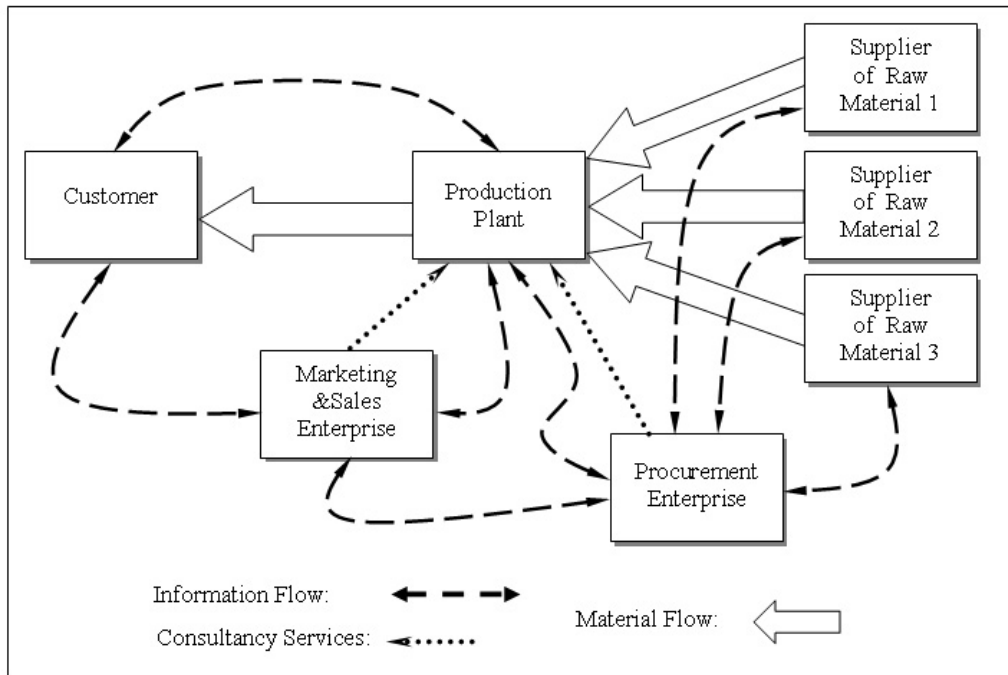 Supplier
of Raw
Material 1
Customer
Production
Plant
Supplier
of Raw
Material 2
Supplier
of Raw
Material 3
Marketing
&Sales
Enterprise
Procurement
Enterprise
Information Flow:
Consultancy Services:
Material Flow: